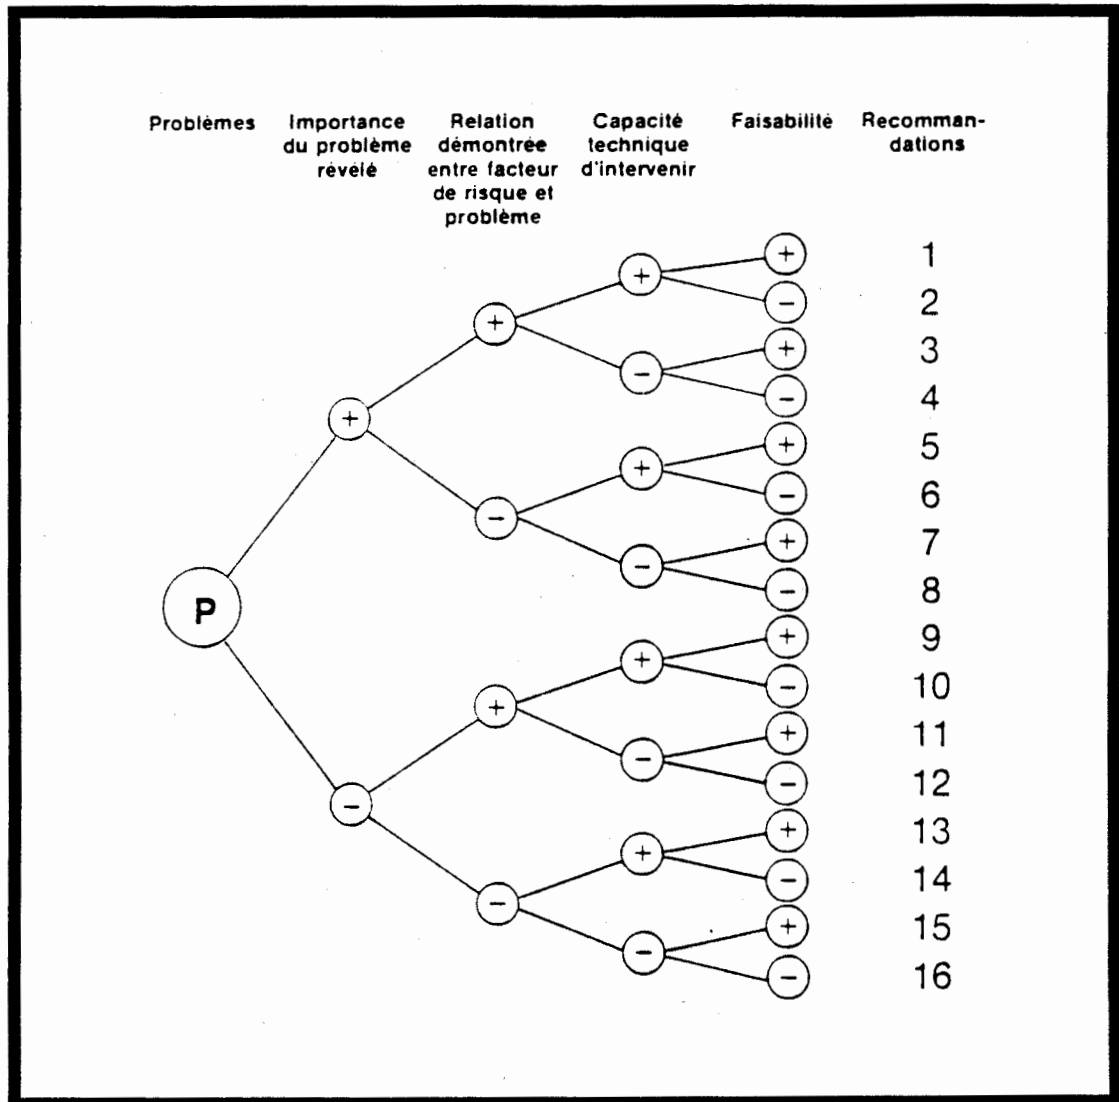 Problèmes
Importance
du problème
révélé
Relation
démontrée
entre facteur
de risque et
problème
Capacité
technique
d'intervenir
Faisabilité
Recomman-
dations
P
+
-
+
-
+
-
+
-
+
-
+
-
+
-
+
-
+
-
+
-
+
-
+
-
+
-
+
-
+
-
1
2
3
4
5
6
7
8
9
10
11
12
13
14
15
16